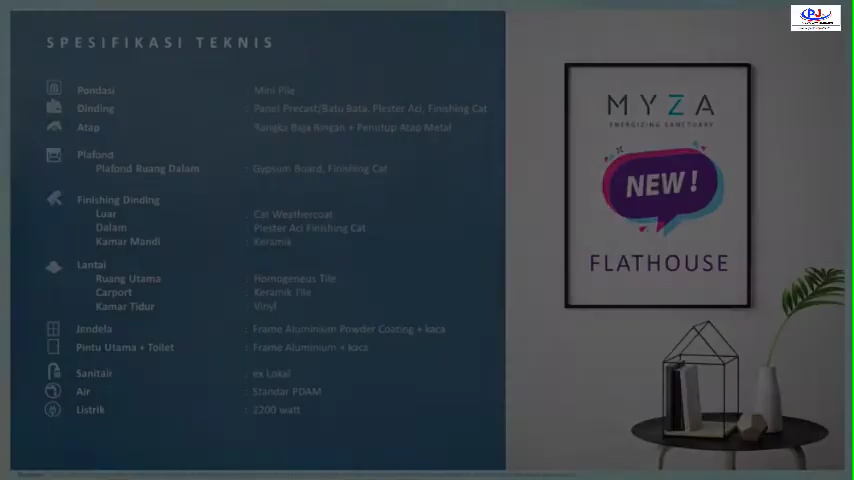 SPESIFIKASI TEKNIS
Pondasi : Mini Pile
Dinding : Panel Precast/Batu Bata. Plester Aci, Finishing Cat
Atap Rangka Baja Ringan + Penutup Atap Metal
Plafond
Plafond Ruang Dalam : Gypsum Board, Finishing Cat
Finishing Dinding
Luar : Cat Weathercoat
Dalam : Plester Aci Finishing Cat
Kamar Mandi : Keramik
Lantai
Ruang Utama : Homogeneus Tile
Carport : Keramik Tile
Kamar Tidur : Vinyl
Jendela : Frame Aluminium Powder Coating + kaca
Pintu Utama + Toilet : Frame Aluminium + kaca
Sanitair : ex Lokal
Air : Standar PDAM
Listrik : 2200 watt
MYZA
ENERGIZING SANCTUARY
NEW !
FLATHOUSE
PJ